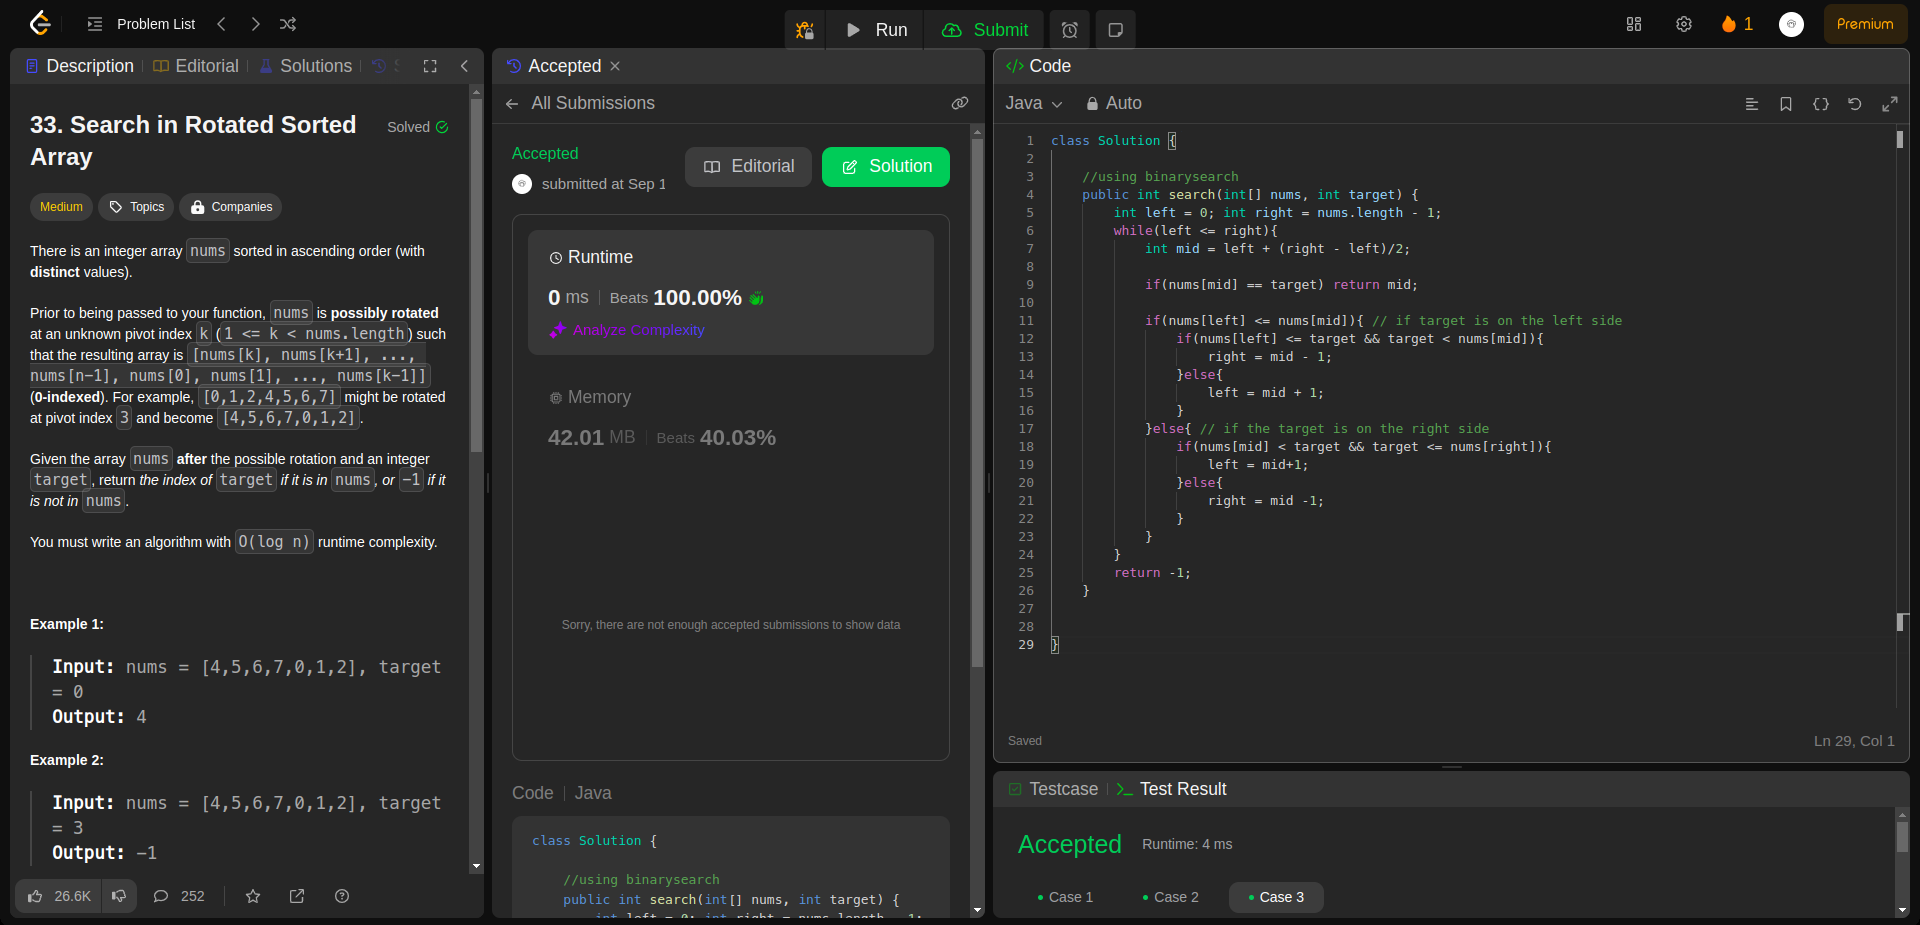 Problem List
Run
Submit
1
Premium
Description
Editorial
Solutions
33. Search in Rotated Sorted
Array
Solved
Medium
Topics
Companies
There is an integer array nums sorted in ascending order (with
distinct values).
Prior to being passed to your function, nums is possibly rotated
at an unknown pivot index k (1 <= k < nums.length) such
that the resulting array is [nums[k], nums[k+1], ...,
nums[n-1], nums[0], nums[1], ..., nums[k-1]]
(0-indexed). For example, [0,1,2,4,5,6,7] might be rotated
at pivot index 3 and become [4,5,6,7,0,1,2].
Given the array nums after the possible rotation and an integer
target, return the index of target if it is in nums, or -1 if it
is not in nums.
You must write an algorithm with O(log n) runtime complexity.
Example 1:
Input: nums = [4,5,6,7,0,1,2], target
= 0
Output: 4
Example 2:
Input: nums = [4,5,6,7,0,1,2], target
= 3
Output: -1
26.6K
252
Accepted
All Submissions
Accepted
submitted at Sep 1
Editorial
Solution
Runtime
0 ms | Beats 100.00%
Analyze Complexity
Memory
42.01 MB | Beats 40.03%
Sorry, there are not enough accepted submissions to show data
Code | Java
class Solution {
//using binarysearch
public int search(int[] nums, int target) {
int left = 0; int right = nums.length - 1;
</> Code
Java
Auto
1 class Solution {
2
3 //using binarysearch
4 public int search(int[] nums, int target) {
5 int left = 0; int right = nums.length - 1;
6 while(left <= right){
7 int mid = left + (right - left)/2;
8
9 if(nums[mid] == target) return mid;
10
11 if(nums[left] <= nums[mid]){ // if target is on the left side
12 if(nums[left] <= target && target < nums[mid]){
13 right = mid - 1;
14 }else{
15 left = mid + 1;
16 }
17 }else{ // if the target is on the right side
18 if(nums[mid] < target && target <= nums[right]){
19 left = mid+1;
20 }else{
21 right = mid -1;
22 }
23 }
24 }
25 return -1;
26 }
27
28
29 }
Saved
Ln 29, Col 1
Testcase
Test Result
Accepted
Runtime: 4 ms
Case 1
Case 2
Case 3